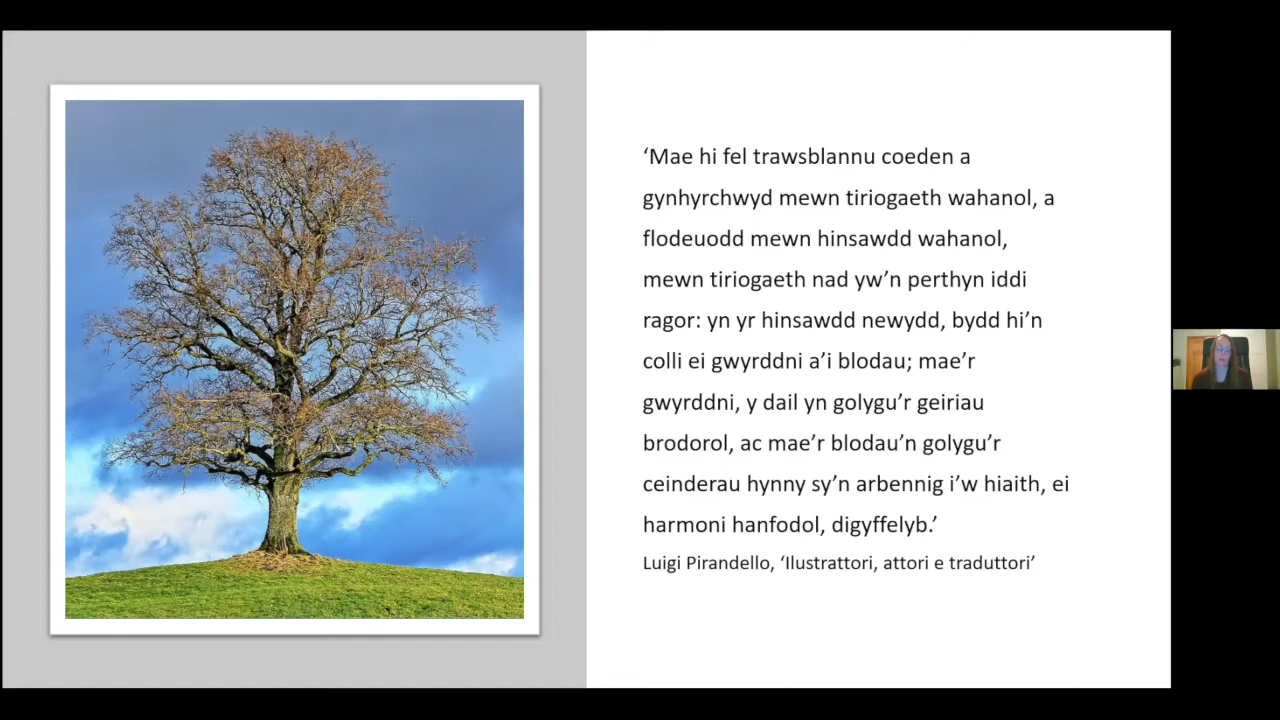 ‘Mae hi fel trawsblannu coeden a
gynhyrchwyd mewn tiriogaeth wahanol, a
flodeuodd mewn hinsawdd wahanol,
mewn tiriogaeth nad yw’n perthyn iddi
ragor: yn yr hinsawdd newydd, bydd hi’n
colli ei gwyrddni a’i blodau; mae’r
gwyrddni, y dail yn golygu’r geiriau
brodorol, ac mae’r blodau’n golygu’r
ceinderau hynny sy’n arbennig i’w hiaith, ei
harmoni hanfodol, digyffelyb.’
Luigi Pirandello, ‘Ilustrattori, attori e traduttori’